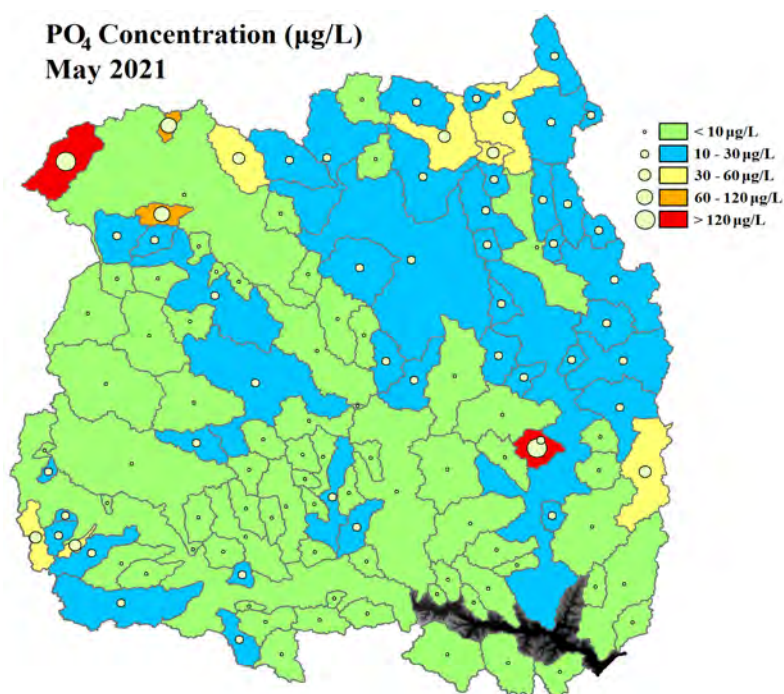 PO₄ Concentration (µg/L)
May 2021
< 10 µg/L
10 - 30 µg/L
30 - 60 µg/L
60 - 120 µg/L
> 120 µg/L